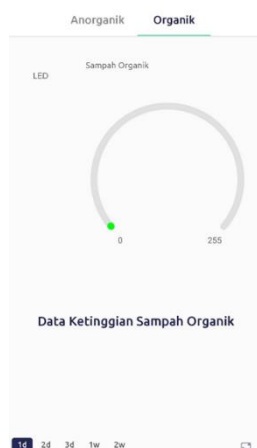 Anorganik Organik
Sampah Organik
LED
0 255
Data Ketinggian Sampah Organik
1d 2d 3d 1w 2w